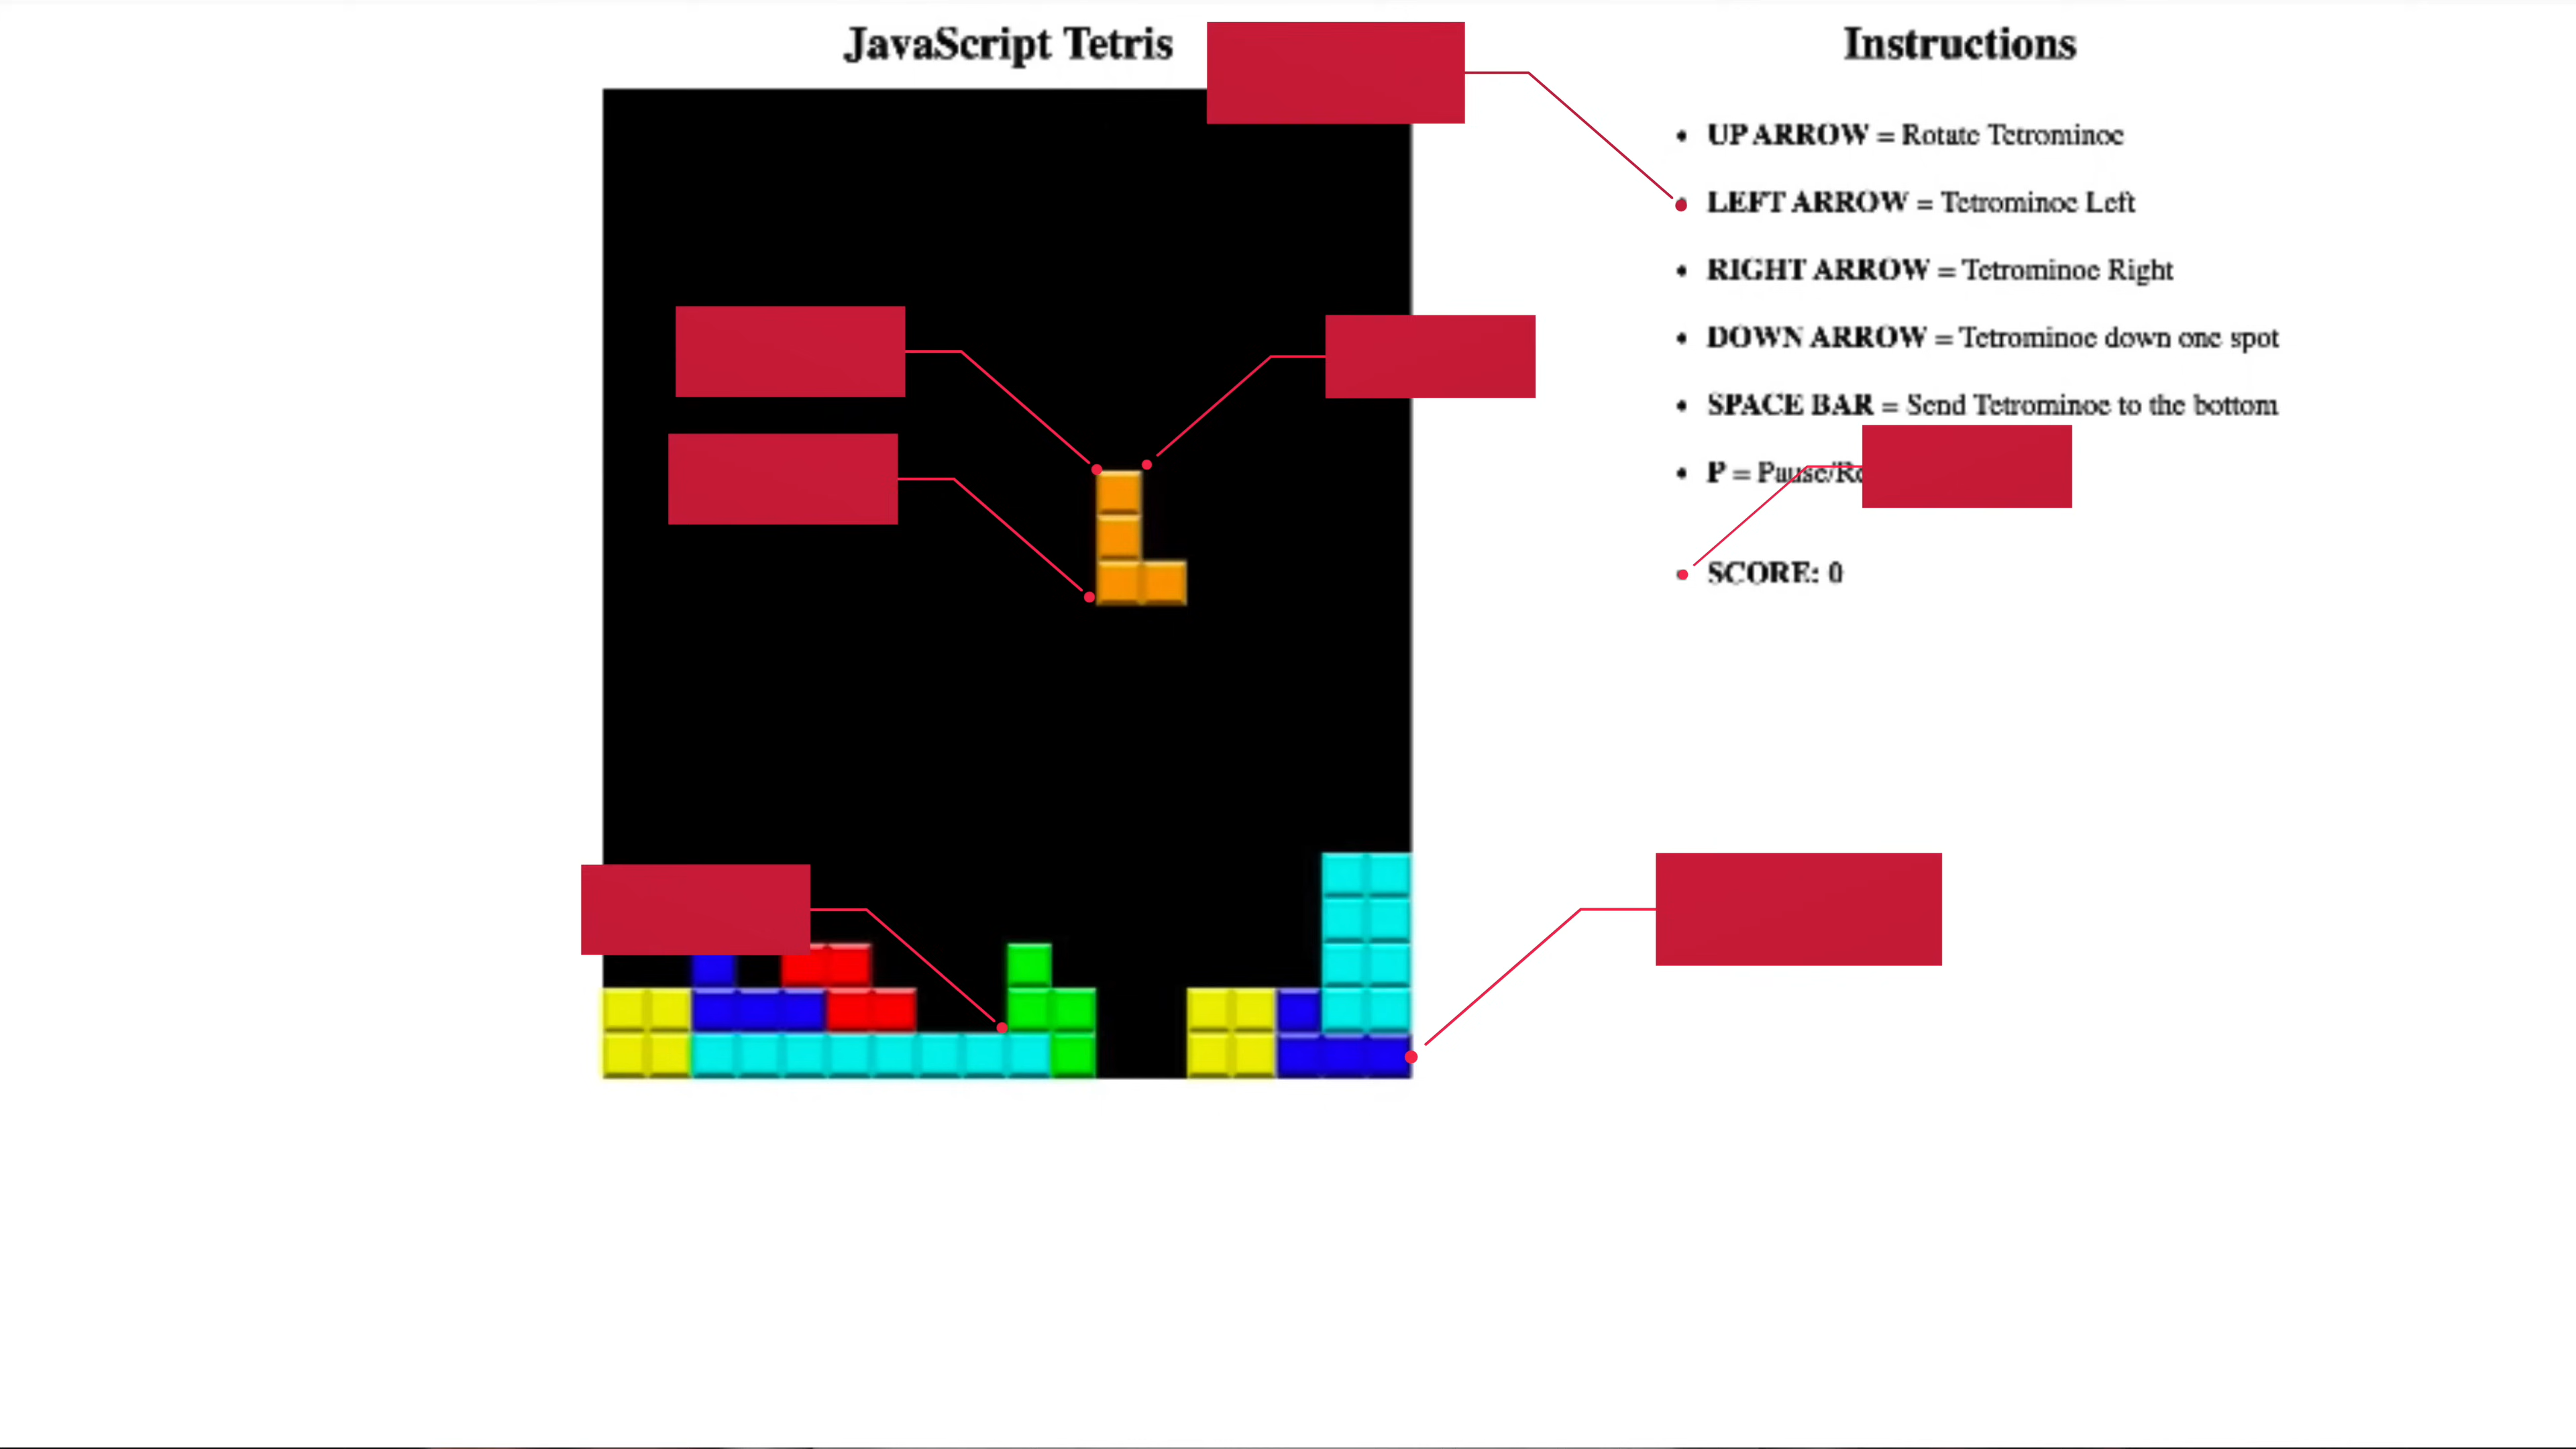 JavaScript Tetris
Instructions
• UP ARROW = Rotate Tetrominoe
• LEFT ARROW = Tetrominoe Left
• RIGHT ARROW = Tetrominoe Right
• DOWN ARROW = Tetrominoe down one spot
• SPACE BAR = Send Tetrominoe to the bottom
• P = Pause/
• SCORE: 0